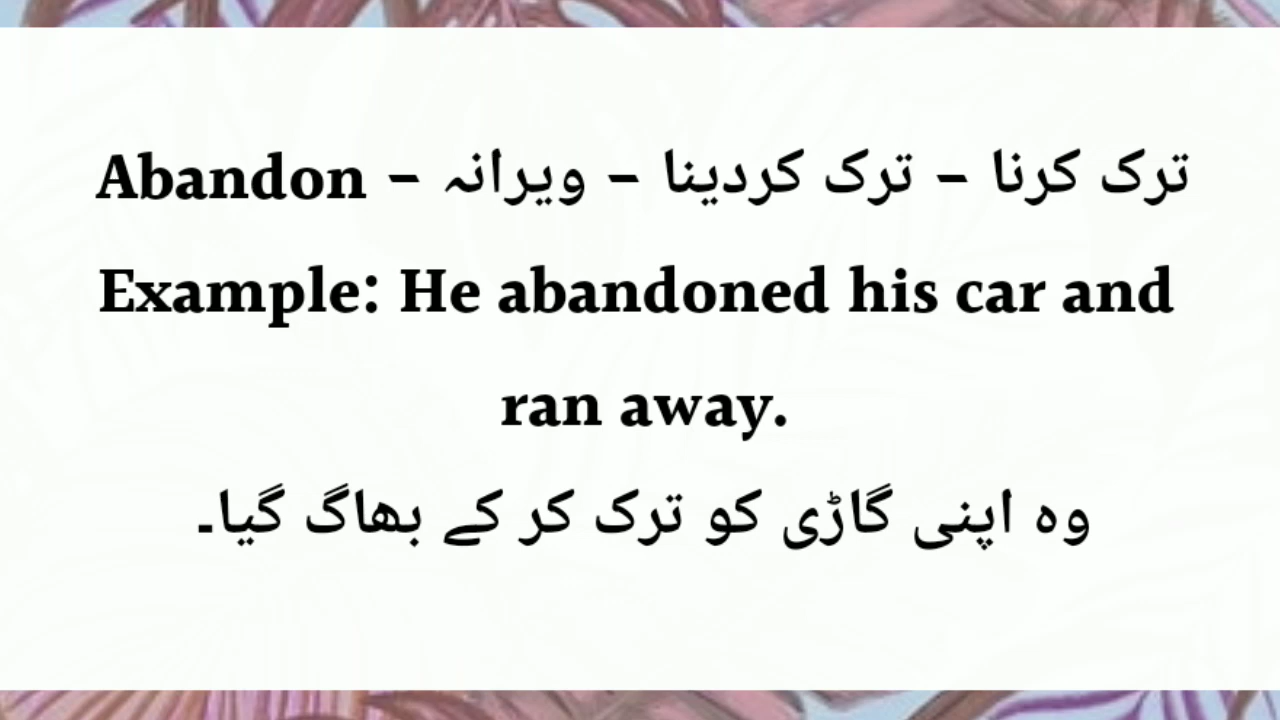 Abandon – ترک کرنا – ترک کردینا – ویرانہ
Example: He abandoned his car and
ran away.
وہ اپنی گاڑی کو ترک کر کے بھاگ گیا۔